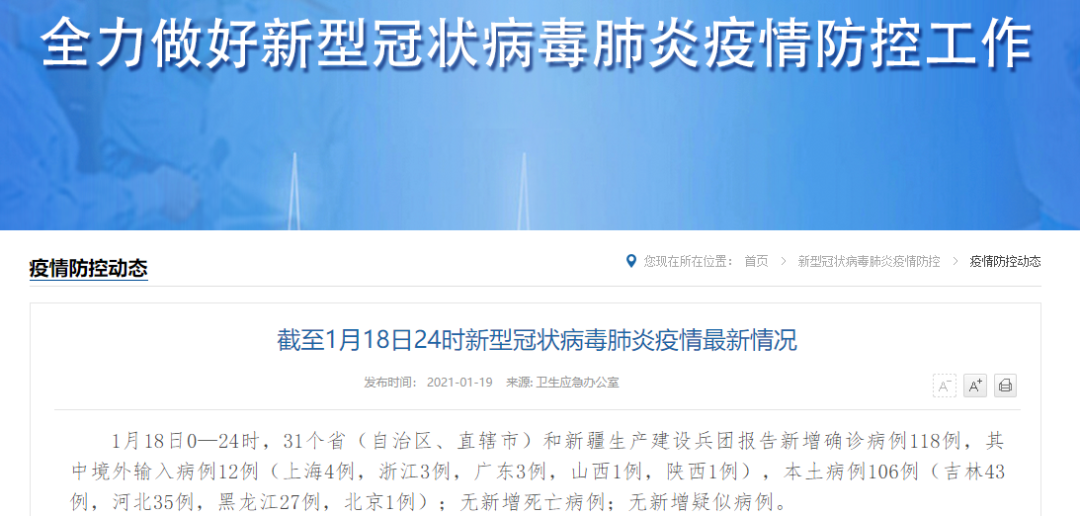 全力做好新型冠状病毒肺炎疫情防控工作
疫情防控动态
您现在所在位置： 首页 > 新型冠状病毒肺炎疫情防控 > 疫情防控动态
截至1月18日24时新型冠状病毒肺炎疫情最新情况
发布时间： 2021-01-19 来源: 卫生应急办公室
A- A+
1月18日0—24时，31个省（自治区、直辖市）和新疆生产建设兵团报告新增确诊病例118例，其
中境外输入病例12例（上海4例，浙江3例，广东3例，山西1例，陕西1例），本土病例106例（吉林43
例，河北35例，黑龙江27例，北京1例）；无新增死亡病例；无新增疑似病例。